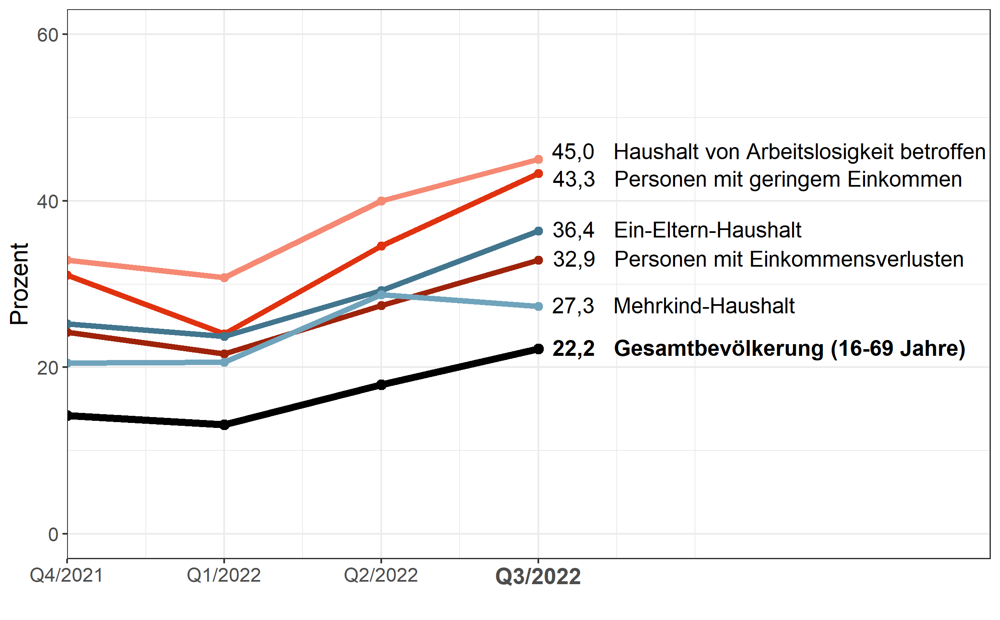 60
40
20
0
Prozent
45,0 Haushalt von Arbeitslosigkeit betroffen
43,3 Personen mit geringem Einkommen
36,4 Ein-Eltern-Haushalt
32,9 Personen mit Einkommensverlusten
27,3 Mehrkind-Haushalt
22,2 Gesamtbevölkerung (16-69 Jahre)
Q4/2021 Q1/2022 Q2/2022 Q3/2022